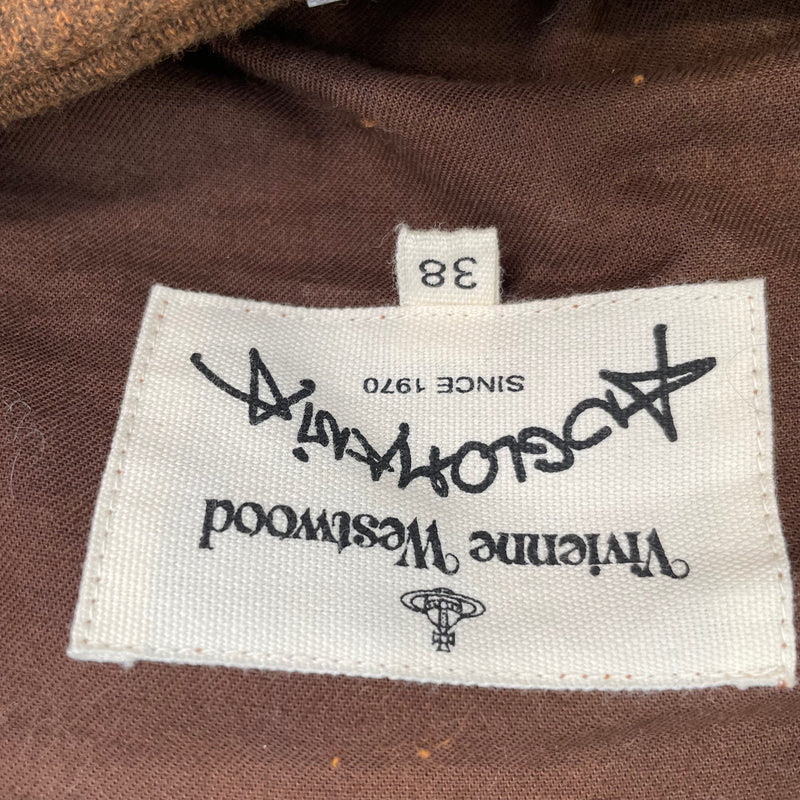 Vivienne Westwood
ANGLOMANIA
SINCE 1970
38